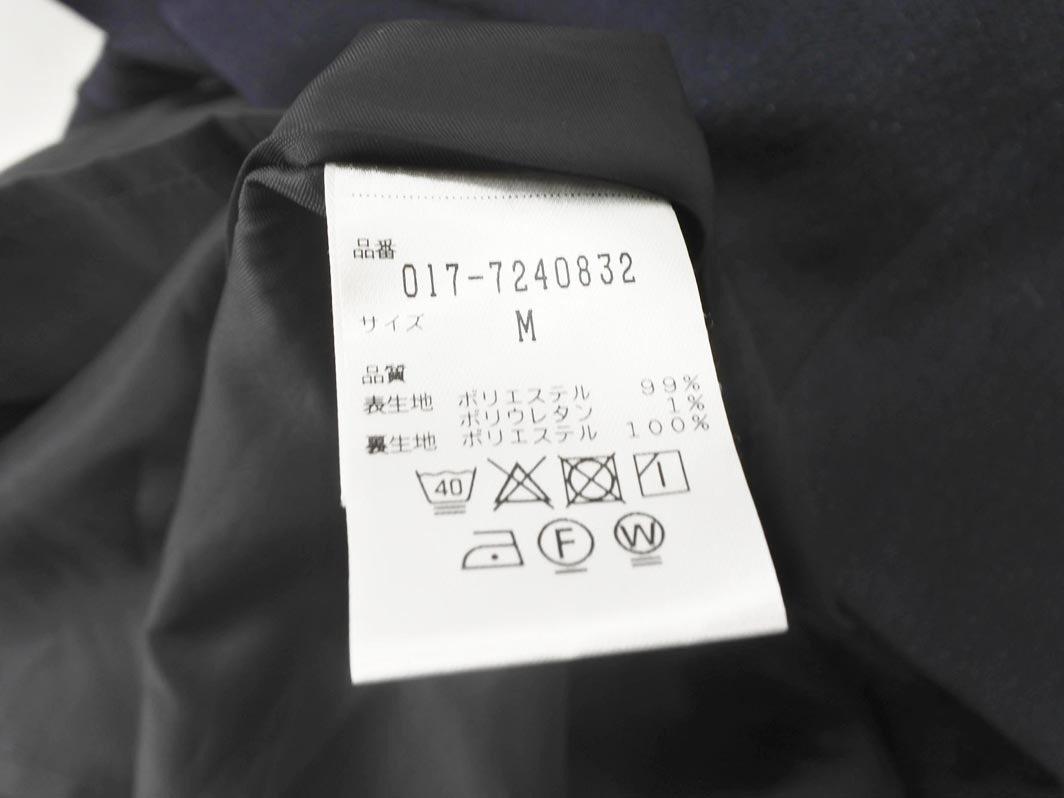 品番
017-7240832
サイズ M
品質
表生地 ポリエステル 99%
ポリウレタン 1%
裏生地 ポリエステル 100%
40
F W